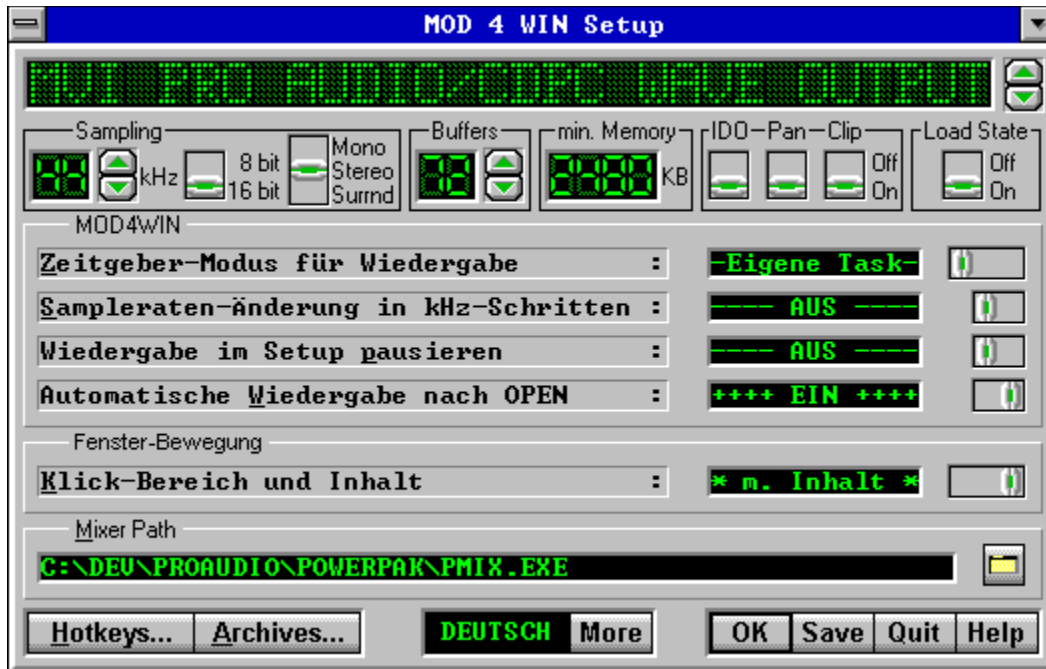 MOD 4 WIN Setup
MVI PRO AUDIO/CDPC WAVE OUTPUT
Sampling
44 kHz
8 bit
16 bit
Mono
Stereo
Surrnd
Buffers
min. Memory
KB
IDO-Pan-Clip
Off
On
Load State
Off
On
MOD4WIN
Zeitgeber-Modus für Wiedergabe : -Eigene Task-
Sampleraten-Änderung in kHz-Schritten : ---- AUS ----
Wiedergabe im Setup pausieren : ---- AUS ----
Automatische Wiedergabe nach OPEN : ++++ EIN ++++
Fenster-Bewegung
Klick-Bereich und Inhalt : * m. Inhalt *
Mixer Path
C:\DEV\PROAUDIO\POWERPAK\PMIX.EXE
Hotkeys... Archives... DEUTSCH More OK Save Quit Help